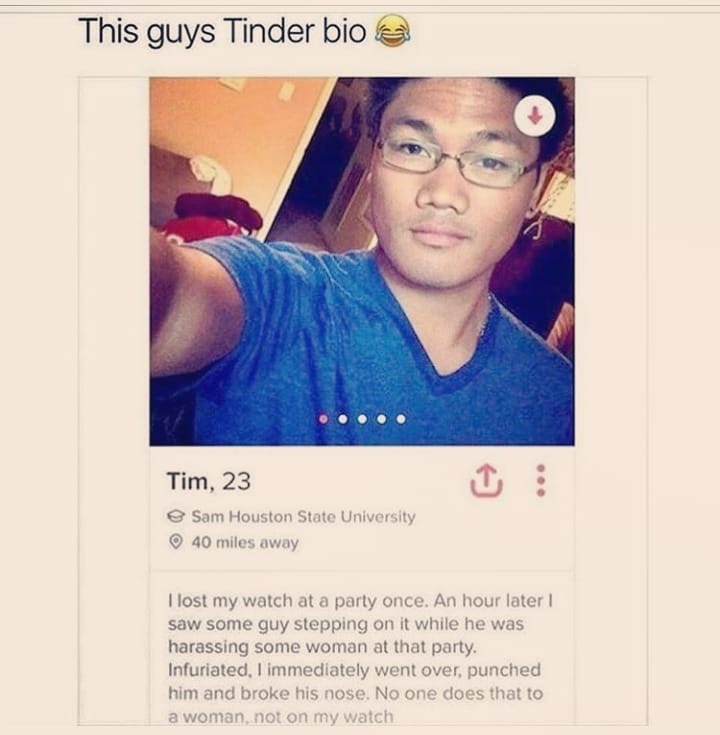 This guys Tinder bio 😂
Tim, 23
Sam Houston State University
40 miles away
I lost my watch at a party once. An hour later I
saw some guy stepping on it while he was
harassing some woman at that party.
Infuriated, I immediately went over, punched
him and broke his nose. No one does that to
a woman, not on my watch